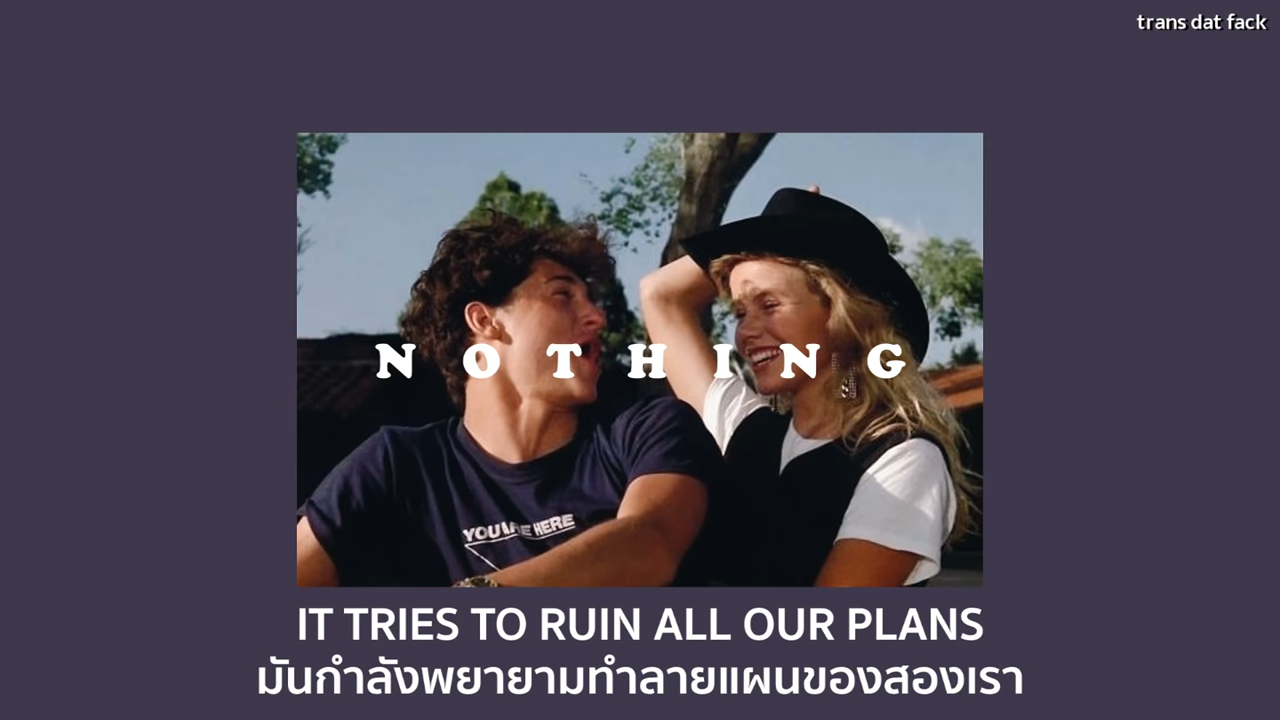 trans dat fack
NOTHING
YOU ARE HERE
IT TRIES TO RUIN ALL OUR PLANS
มันกำลังพยายามทำลายแผนของสองเรา